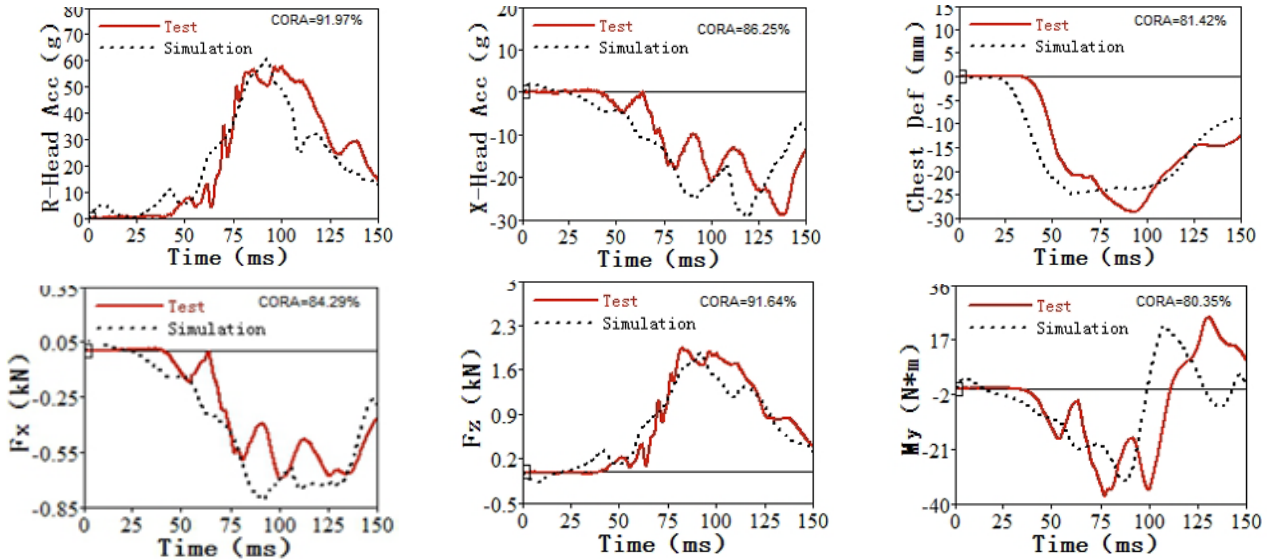 CORA=91.97%
Test
Simulation
R-Head Acc (g)
80
70
60
50
40
30
20
10
0
0 25 50 75 100 125 150
Time (ms)
CORA=86.25%
Test
Simulation
X-Head Acc (g)
20
10
0
-10
-20
-30
0 25 50 75 100 125 150
Time (ms)
CORA=81.42%
Test
Simulation
Chest Def (mm)
15
10
5
0
-5
-10
-15
-20
-25
-30
0 25 50 75 100 125 150
Time (ms)
CORA=84.29%
Test
Simulation
Fx (kN)
0.35
0.05
-0.25
-0.55
-0.85
0 25 50 75 100 125 150
Time (ms)
CORA=91.64%
Test
Simulation
Fz (kN)
3
2.3
1.6
0.9
0.2
-0.5
0 25 50 75 100 125 150
Time (ms)
CORA=80.35%
Test
Simulation
My (N*m)
36
17
-2
-21
-40
0 25 50 75 100 125 150
Time (ms)